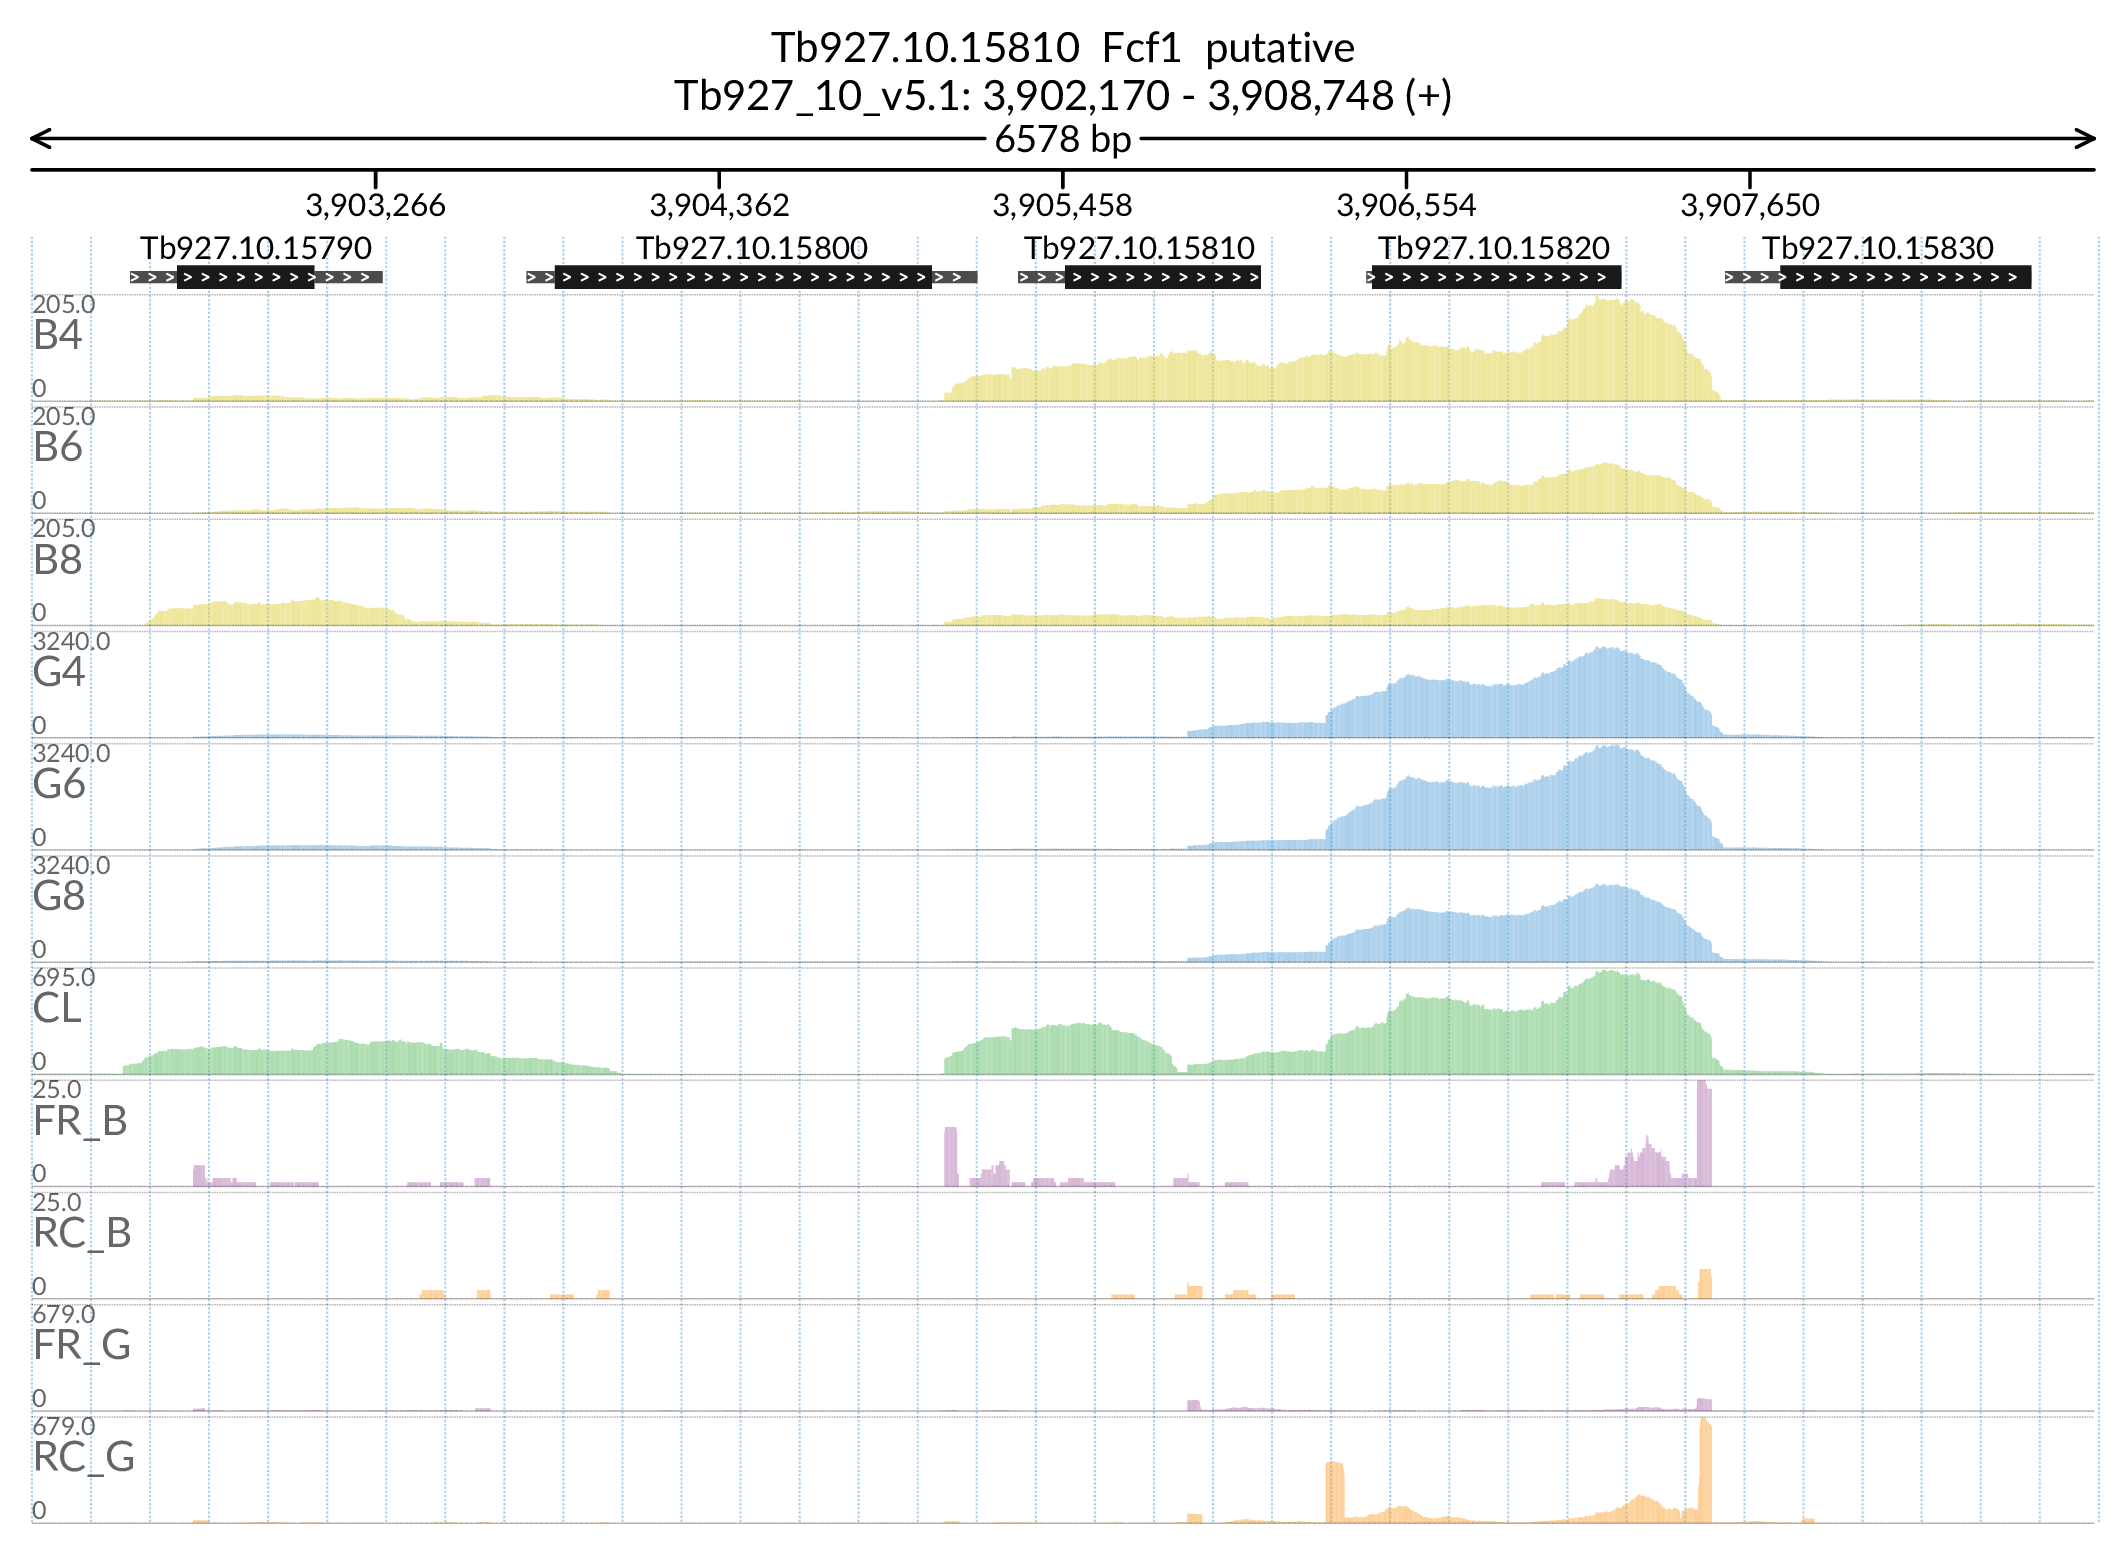 Tb927.10.15810 Fcf1 putative
Tb927_10_v5.1: 3,902,170 - 3,908,748 (+)
6578 bp
3,903,266 3,904,362 3,905,458 3,906,554 3,907,650
Tb927.10.15790 Tb927.10.15800 Tb927.10.15810 Tb927.10.15820 Tb927.10.15830
205.0
B4
0
205.0
B6
0
205.0
B8
0
3240.0
G4
0
3240.0
G6
0
3240.0
G8
0
695.0
CL
0
25.0
FR_B
0
25.0
RC_B
0
679.0
FR_G
0
679.0
RC_G
0